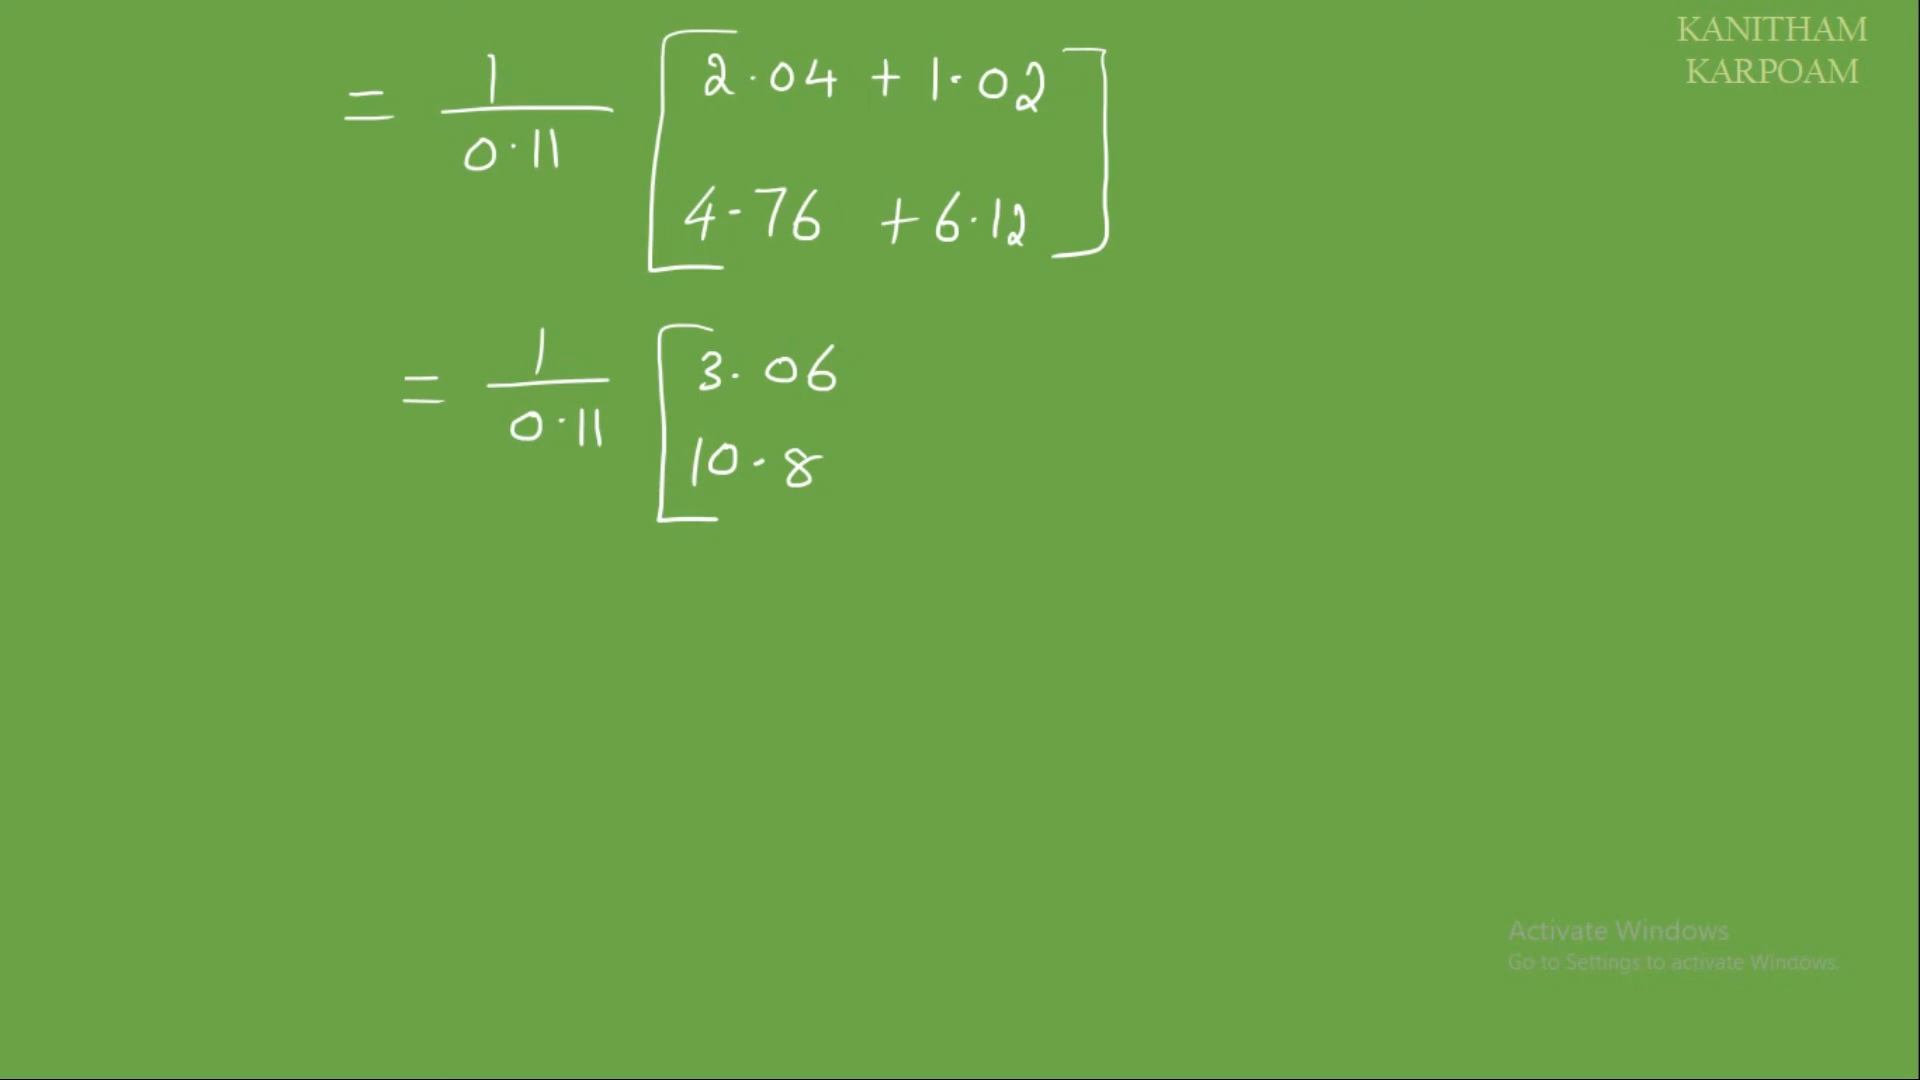 KANITHAM
KARPOAM
= 1/0.11 [2.04 + 1.02
4.76 + 6.12]
= 1/0.11 [3.06
10.8
Activate Windows
Go to Settings to activate Windows.